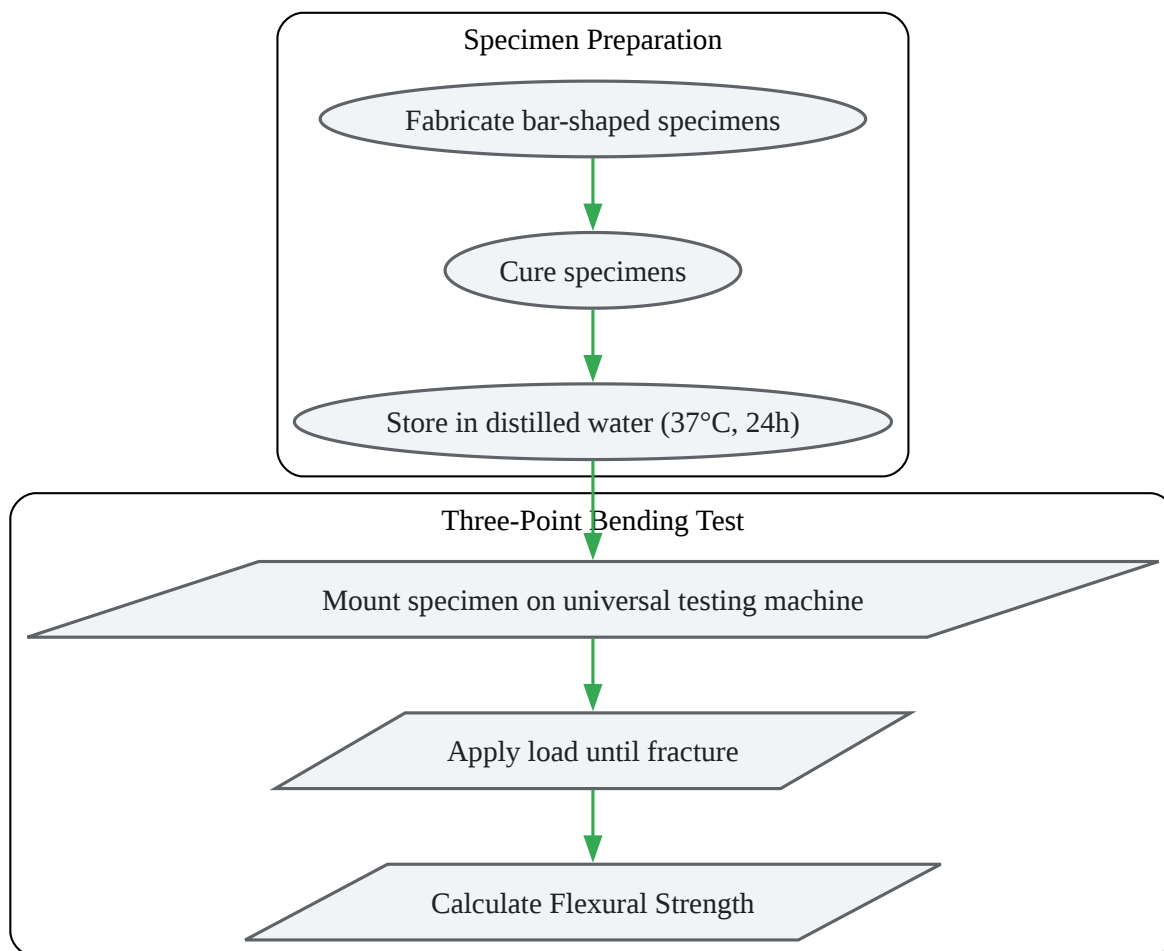 Specimen Preparation
Fabricate bar-shaped specimens
Cure specimens
Store in distilled water (37°C, 24h)
Three-Point Bending Test
Mount specimen on universal testing machine
Apply load until fracture
Calculate Flexural Strength